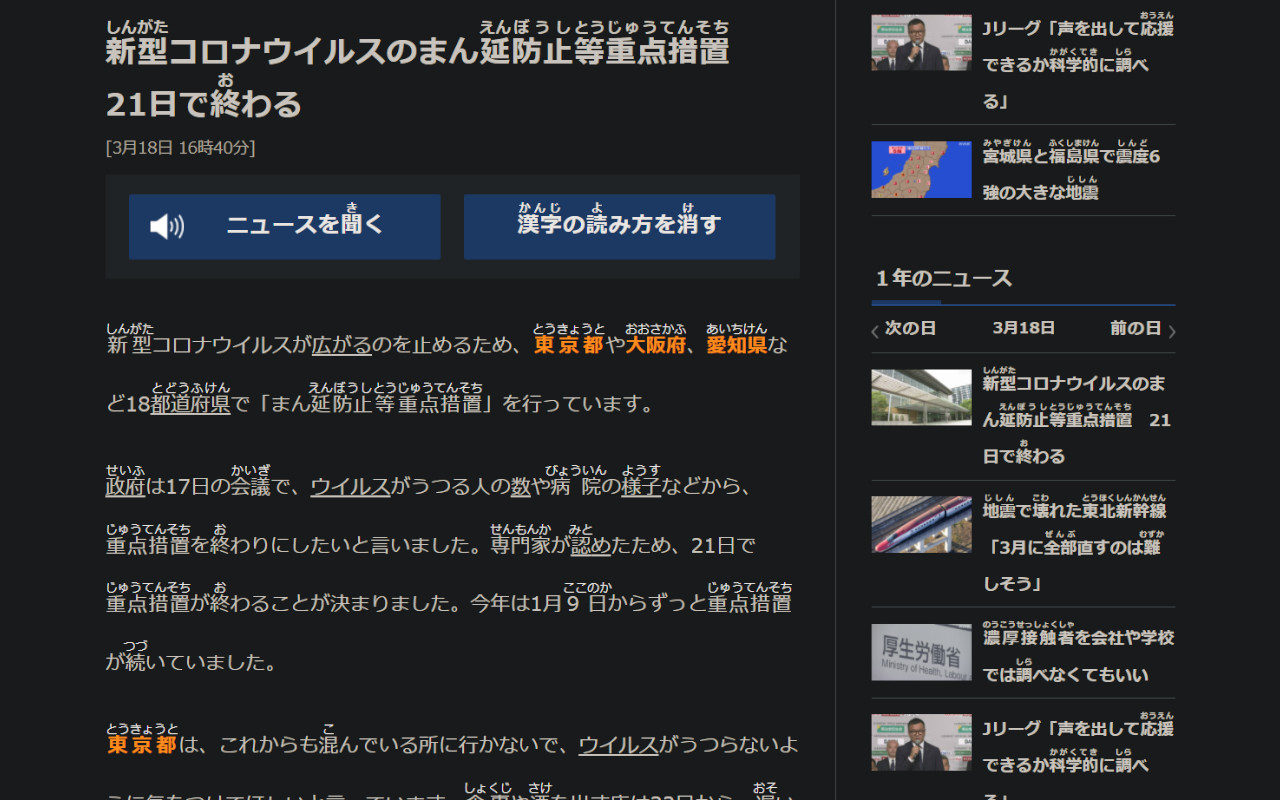 新型コロナウイルスのまん延防止等重点措置
21日で終わる
[3月18日 16時40分]
ニュースを聞く
漢字の読み方を消す
新型コロナウイルスが広がるのを止めるため、東京都や大阪府、愛知県な
ど18都道府県で「まん延防止等重点措置」を行っています。
政府は17日の会議で、ウイルスがうつる人の数や病院の様子などから、
重点措置を終わりにしたいと言いました。専門家が認めたため、21日で
重点措置が終わることが決まりました。今年は1月９日からずっと重点措置
が続いていました。
東京都は、これからも混んでいる所に行かないで、ウイルスがうつらないよ
Jリーグ「声を出して応援
できるか科学的に調べ
る」
宮城県と福島県で震度6
強の大きな地震
１年のニュース
次の日
3月18日
前の日
新型コロナウイルスのま
ん延防止等重点措置　21
日で終わる
地震で壊れた東北新幹線
「3月に全部直すのは難
しそう」
濃厚接触者を会社や学校
では調べなくてもいい
厚生労働省
Ministry of Health, Labour
Jリーグ「声を出して応援
できるか科学的に調べ
る」